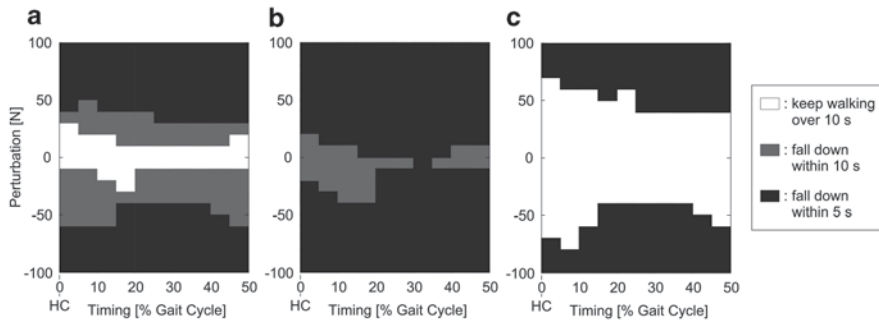 a
100
50
0
-50
-100
Perturbation [N]
0 10 20 30 40 50
HC
Timing [% Gait Cycle]
b
100
50
0
-50
-100
0 10 20 30 40 50
HC
Timing [% Gait Cycle]
c
100
50
0
-50
-100
0 10 20 30 40 50
HC
Timing [% Gait Cycle]
: keep walking
over 10 s
: fall down
within 10 s
: fall down
within 5 s